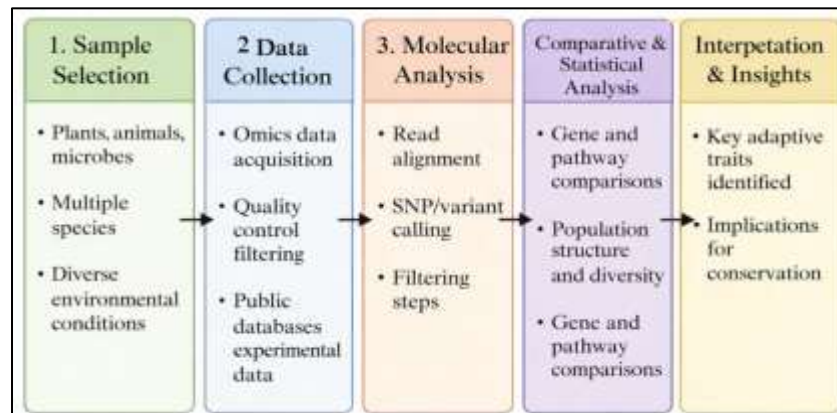 1. Sample
Selection
• Plants, animals,
microbes
• Multiple
species
• Diverse
environmental
conditions
2 Data
Collection
• Omics data
acquisition
• Quality
control
filtering
• Public
databases
experimental
data
3. Molecular
Analysis
• Read
alignment
• SNP/variant
calling
• Filtering
steps
Comparative &
Statistical
Analysis
• Gene and
pathway
comparisons
• Population
structure
and diversity
• Gene and
pathway
comparisons
Interpetation
& Insights
• Key adaptive
traits
identified
• Implications
for
conservation